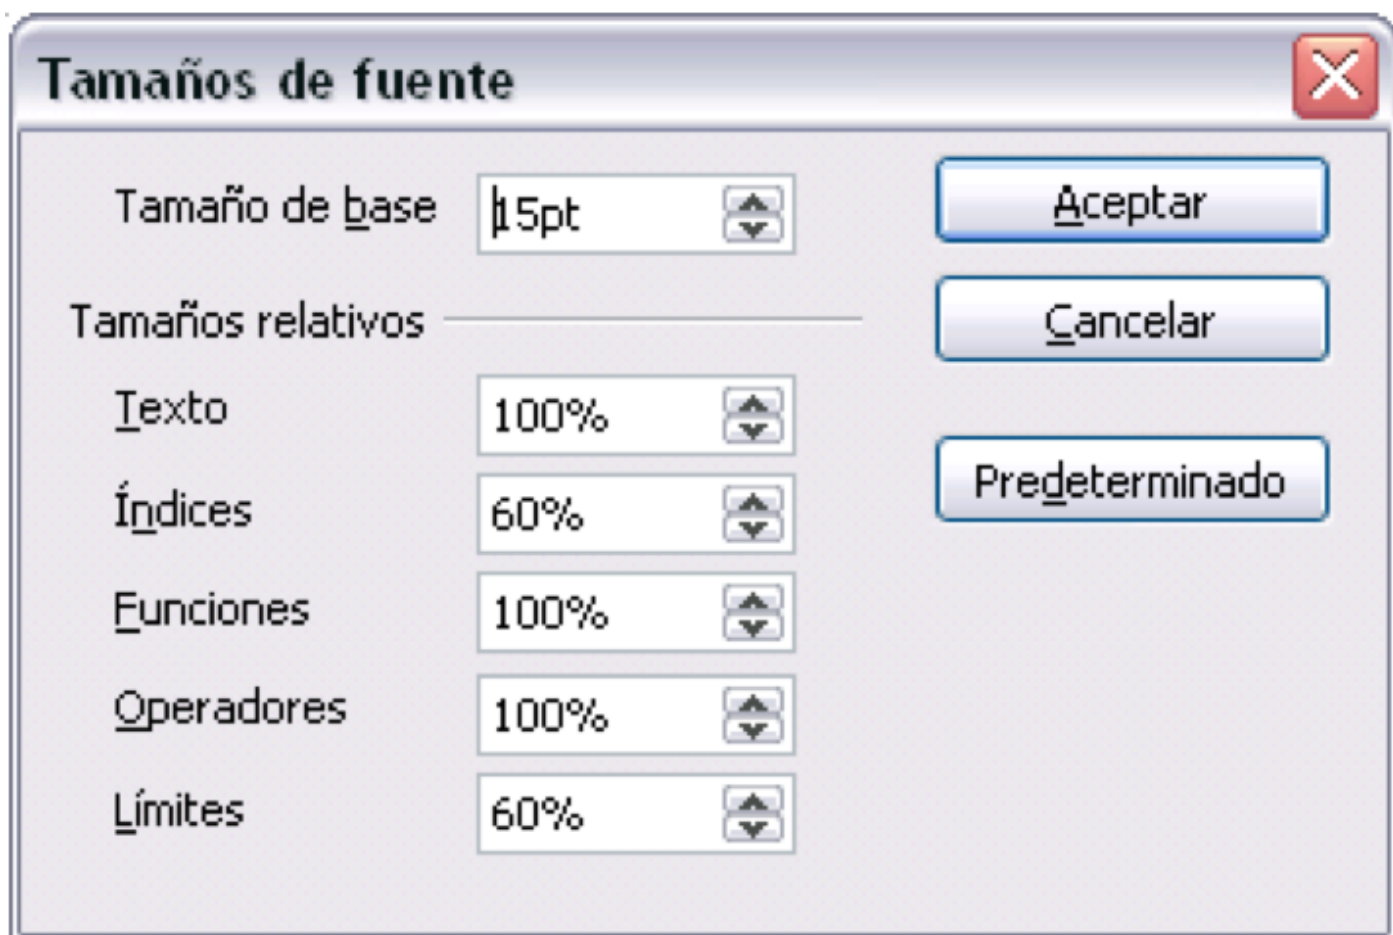 Tamaños de fuente
Tamaño de base 15pt Aceptar
Tamaños relativos Cancelar
Texto 100%
Predeterminado
Índices 60%
Funciones 100%
Operadores 100%
Límites 60%